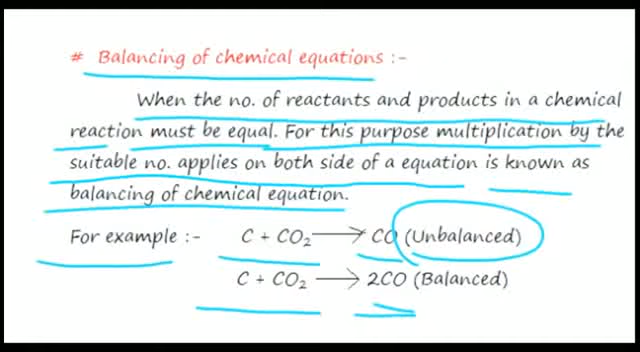 # Balancing of chemical equations :-
When the no. of reactants and products in a chemical
reaction must be equal. For this purpose multiplication by the
suitable no. applies on both side of a equation is known as
balancing of chemical equation.
For example :- C + CO₂ ⟶ CO (Unbalanced)
C + CO₂ ⟶ 2CO (Balanced)